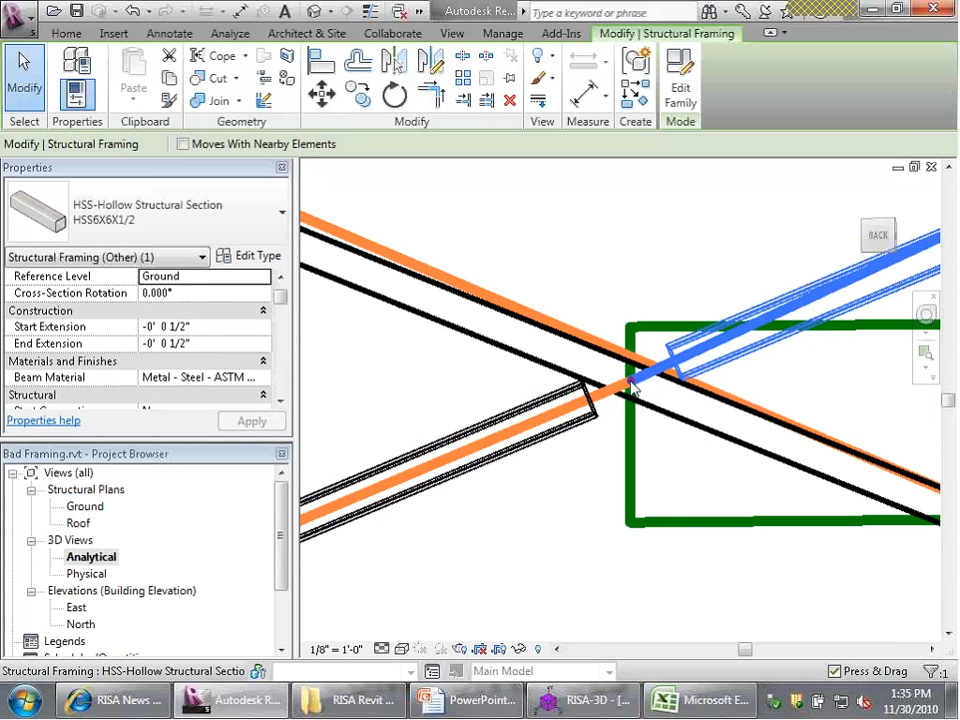 Autodesk Re...
Type a keyword or phrase
Home Insert Annotate Analyze Architect & Site Collaborate View Manage Add-Ins Modify | Structural Framing
Modify
Paste
Cope
Cut
Join
Edit Family
Select Properties Clipboard Geometry Modify View Measure Create Mode
Modify | Structural Framing Moves With Nearby Elements
Properties
HSS-Hollow Structural Section
HSS6X6X1/2
Structural Framing (Other) (1) Edit Type
Reference Level Ground
Cross-Section Rotation 0.000°
Construction
Start Extension -0' 0 1/2"
End Extension -0' 0 1/2"
Materials and Finishes
Beam Material Metal - Steel - ASTM ...
Structural
Properties help Apply
Bad Framing.rvt - Project Browser
Views (all)
Structural Plans
Ground
Roof
3D Views
Analytical
Physical
Elevations (Building Elevation)
East
North
Legends
BACK
1/8" = 1'-0"
Structural Framing : HSS-Hollow Structural Sectio
Main Model
Press & Drag
:1
RISA News ... Autodesk R... RISA Revit ... PowerPoint... RISA-3D - [... Microsoft E...
1:35 PM
11/30/2010